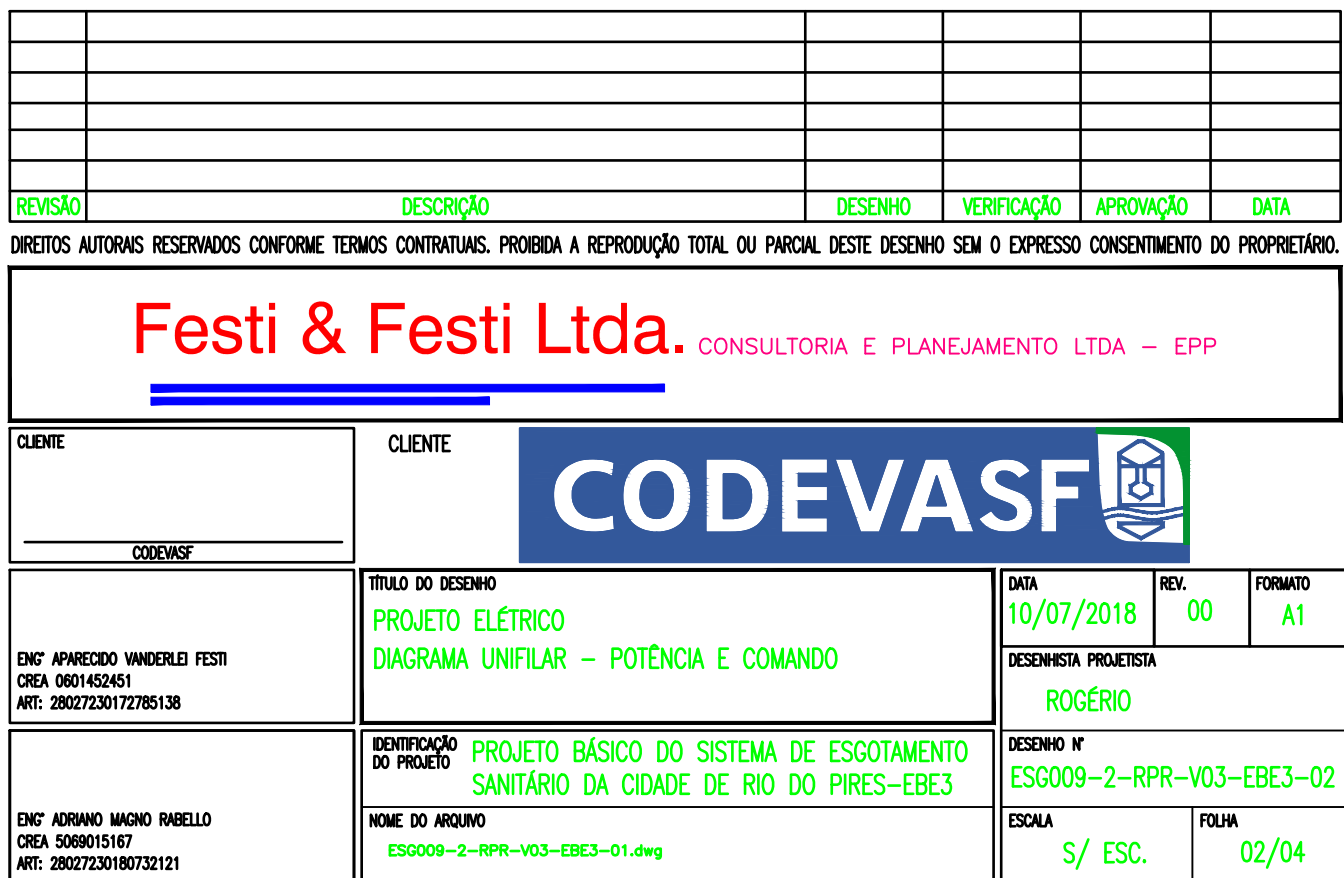 REVISÃO DESCRIÇÃO DESENHO VERIFICAÇÃO APROVAÇÃO DATA
DIREITOS AUTORAIS RESERVADOS CONFORME TERMOS CONTRATUAIS. PROIBIDA A REPRODUÇÃO TOTAL OU PARCIAL DESTE DESENHO SEM O EXPRESSO CONSENTIMENTO DO PROPRIETÁRIO.
Festi & Festi Ltda. CONSULTORIA E PLANEJAMENTO LTDA – EPP
CLIENTE
CODEVASF
CLIENTE
CODEVASF
ENG° APARECIDO VANDERLEI FESTI
CREA 0601452451
ART: 28027230172785138
TÍTULO DO DESENHO
PROJETO ELÉTRICO
DIAGRAMA UNIFILAR – POTÊNCIA E COMANDO
DATA
10/07/2018
REV.
00
FORMATO
A1
DESENHISTA PROJETISTA
ROGÉRIO
ENG° ADRIANO MAGNO RABELLO
CREA 5069015167
ART: 28027230180732121
IDENTIFICAÇÃO
DO PROJETO
PROJETO BÁSICO DO SISTEMA DE ESGOTAMENTO
SANITÁRIO DA CIDADE DE RIO DO PIRES-EBE3
NOME DO ARQUIVO
ESG009-2-RPR-V03-EBE3-01.dwg
DESENHO N°
ESG009-2-RPR-V03-EBE3-02
ESCALA
S/ ESC.
FOLHA
02/04